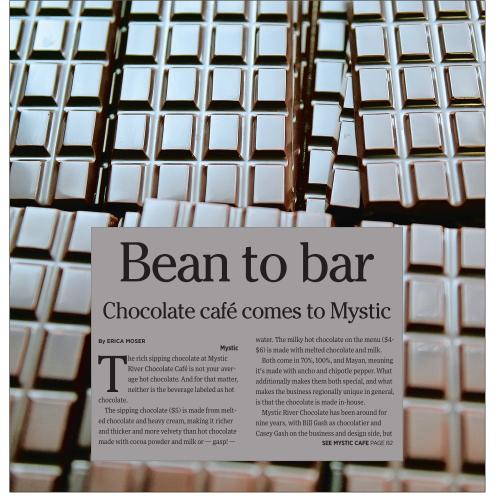 Bean to bar
Chocolate café comes to Mystic
By ERICA MOSER
Mystic
The rich sipping chocolate at Mystic
River Chocolate Café is not your aver-
age hot chocolate. And for that matter,
neither is the beverage labeled as hot
chocolate.
The sipping chocolate ($5) is made from melt-
ed chocolate and heavy cream, making it richer
and thicker and more velvety than hot chocolate
made with cocoa powder and milk or — gasp! —
water. The milky hot chocolate on the menu ($4-
$6) is made with melted chocolate and milk.
Both come in 70%, 100%, and Mayan, meaning
it's made with ancho and chipotle pepper. What
additionally makes them both special, and what
makes the business regionally unique in general,
is that the chocolate is made in-house.
Mystic River Chocolate has been around for
nine years, with Bill Gash as chocolatier and
Casey Gash on the business and design side, but
SEE MYSTIC CAFE PAGE B2